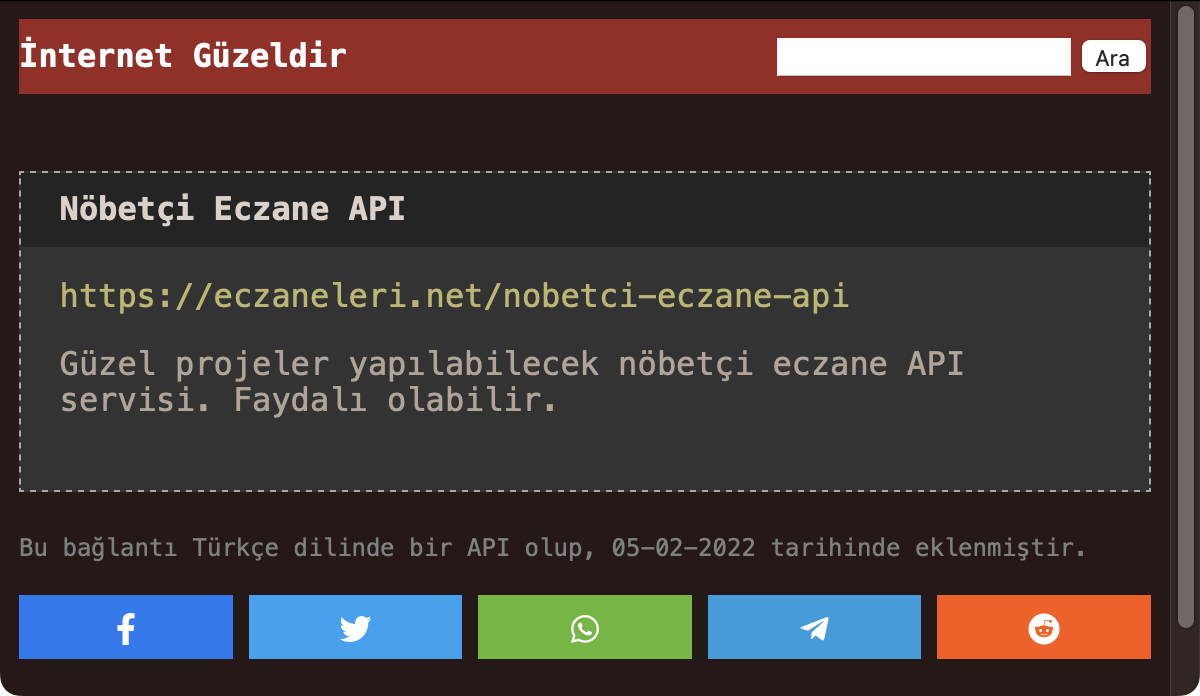 İnternet Güzeldir
Ara
Nöbetçi Eczane API
https://eczaneleri.net/nobetci-eczane-api
Güzel projeler yapılabilecek nöbetçi eczane API
servisi. Faydalı olabilir.
Bu bağlantı Türkçe dilinde bir API olup, 05-02-2022 tarihinde eklenmiştir.